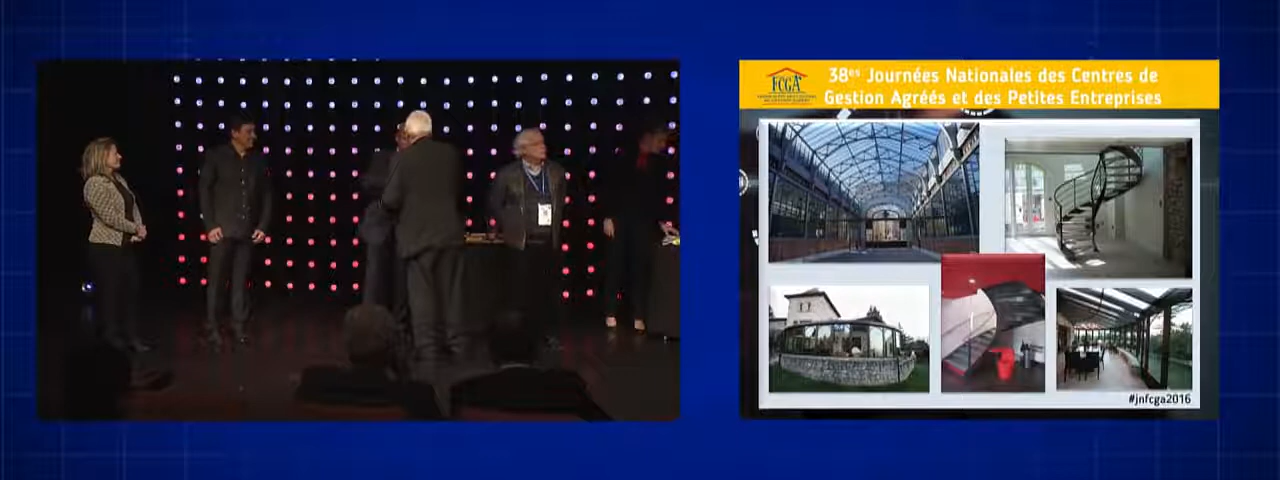 FCGA
38es Journées Nationales des Centres de
Gestion Agréés et des Petites Entreprises
#jnfcga2016